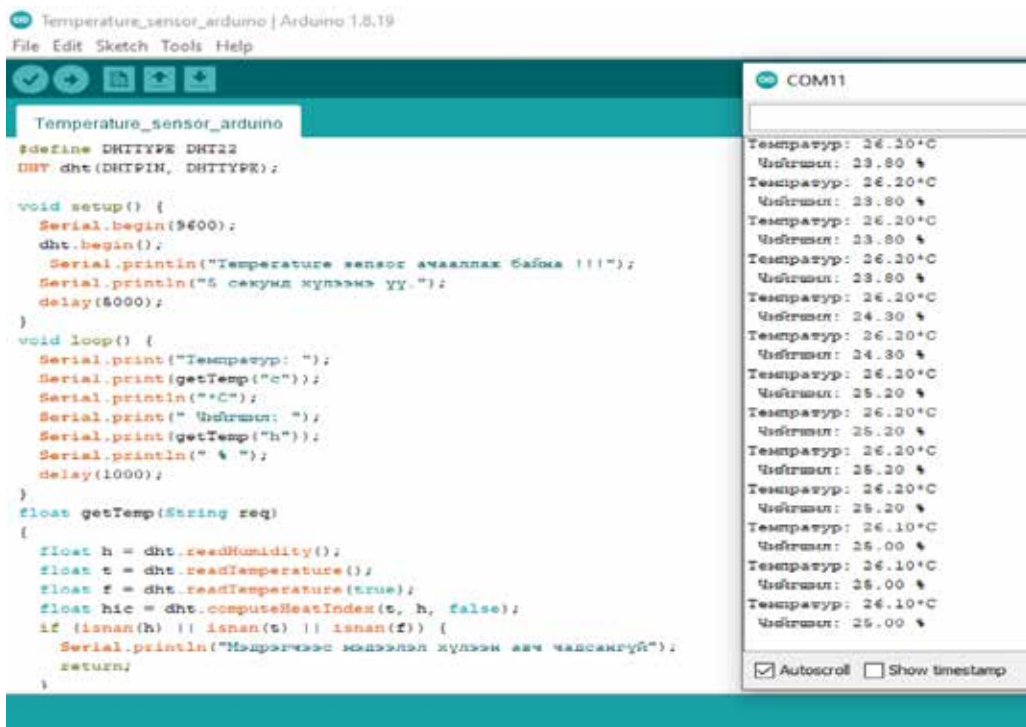 Temperature_sensor_arduino | Arduino 1.8.19
File Edit Sketch Tools Help
Temperature_sensor_arduino
#define DHTTYPE DHT22
DHT dht(DHTPIN, DHTTYPE);
void setup() {
Serial.begin(9600);
dht.begin();
Serial.println("Temperature sensor ачааллаж байна !!!");
Serial.println("5 секунд хүлээнэ үү.");
delay(5000);
}
void loop() {
Serial.print("Темпратур: ");
Serial.print(getTemp("c"));
Serial.println("*C");
Serial.print(" Чийгшил: ");
Serial.print(getTemp("h"));
Serial.println(" % ");
delay(1000);
}
float getTemp(String req)
{
float h = dht.readHumidity();
float t = dht.readTemperature();
float f = dht.readTemperature(true);
float hic = dht.computeHeatIndex(t, h, false);
if (isnan(h) || isnan(t) || isnan(f)) {
Serial.println("Мэдрэгчээс мэдээлэл хүлээн авч чадсангүй");
return;
}
COM11
Темпратур: 26.20*C
Чийгшил: 23.80 %
Темпратур: 26.20*C
Чийгшил: 23.80 %
Темпратур: 26.20*C
Чийгшил: 23.80 %
Темпратур: 26.20*C
Чийгшил: 23.80 %
Темпратур: 26.20*C
Чийгшил: 24.30 %
Темпратур: 26.20*C
Чийгшил: 24.30 %
Темпратур: 26.20*C
Чийгшил: 25.20 %
Темпратур: 26.20*C
Чийгшил: 25.20 %
Темпратур: 26.20*C
Чийгшил: 25.20 %
Темпратур: 26.20*C
Чийгшил: 25.20 %
Темпратур: 26.10*C
Чийгшил: 25.00 %
Темпратур: 26.10*C
Чийгшил: 25.00 %
Темпратур: 26.10*C
Чийгшил: 25.00 %
Autoscroll Show timestamp